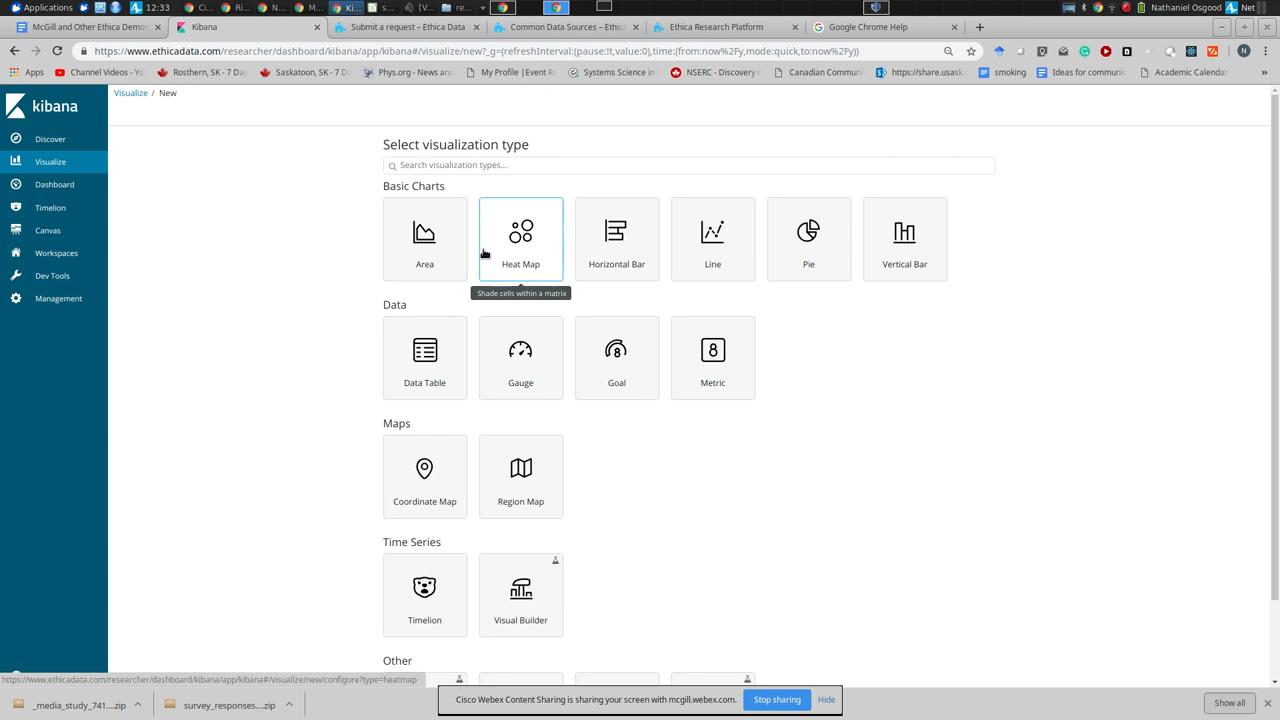 Applications
12:33
Ci
Ri
N
M
Ki
s
re
Nathaniel Osgood
Net
McGill and Other Ethica Demo
Kibana
Submit a request – Ethica Data
Common Data Sources – Ethica
Ethica Research Platform
Google Chrome Help
https://www.ethicadata.com/researcher/dashboard/kibana/app/kibana#/visualize/new?_g=(refreshInterval:(pause:!t,value:0),time:(from:now%2Fy,mode:quick,to:now%2Fy))
N
Apps
Channel Videos - Yo
Rosthern, SK - 7 Day
Saskatoon, SK - 7 D
Phys.org - News and
My Profile | Event R
Systems Science in
NSERC - Discovery
Canadian Commun
https://share.usask.
smoking
Ideas for communic
Academic Calendar
»
kibana
Visualize / New
Discover
Visualize
Dashboard
Timelion
Canvas
Workspaces
Dev Tools
Management
Select visualization type
Search visualization types...
Basic Charts
Area
Heat Map
Horizontal Bar
Line
Pie
Vertical Bar
Shade cells within a matrix
Data
8
8
Data Table
Gauge
Goal
Metric
Maps
Coordinate Map
Region Map
Time Series
Timelion
Visual Builder
Other
https://www.ethicadata.com/researcher/dashboard/kibana/app/kibana#/visualize/new/configure?type=heatmap
_media_study_741....zip
survey_responses....zip
Cisco Webex Content Sharing is sharing your screen with mcgill.webex.com.
Stop sharing
Hide
Show all